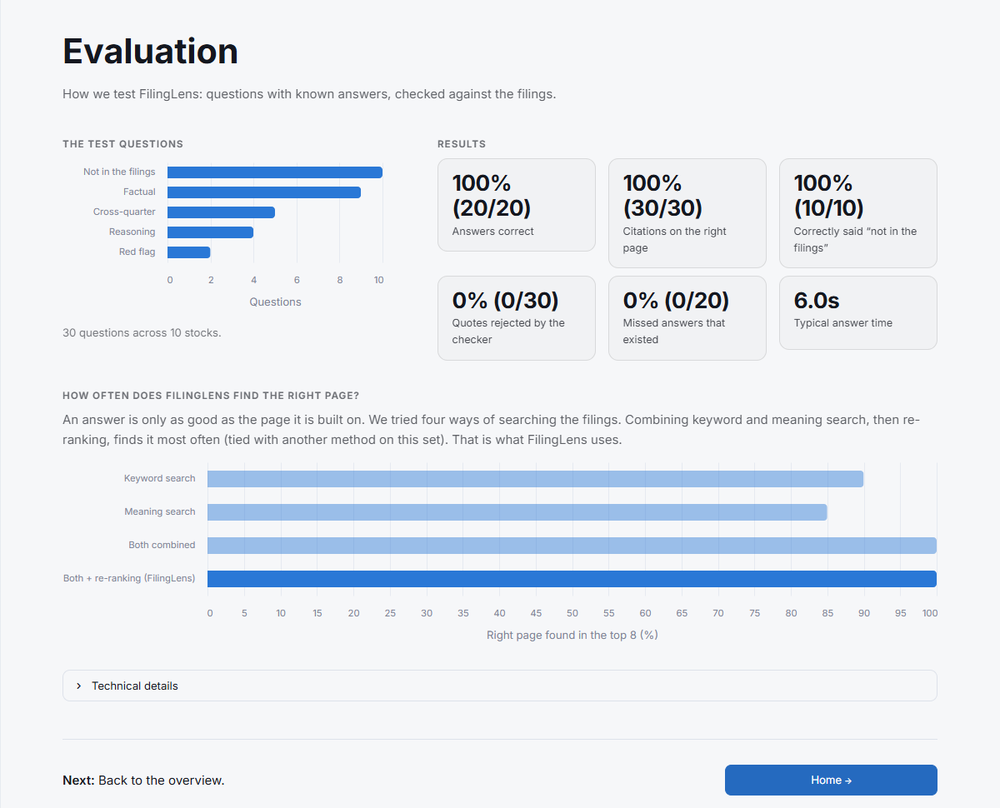 Evaluation
How we test FilingLens: questions with known answers, checked against the filings.
THE TEST QUESTIONS
Not in the filings
Factual
Cross-quarter
Reasoning
Red flag
0 2 4 6 8 10
Questions
30 questions across 10 stocks.
RESULTS
100%
(20/20)
Answers correct
100%
(30/30)
Citations on the right
page
100%
(10/10)
Correctly said “not in the
filings”
0% (0/30)
Quotes rejected by the
checker
0% (0/20)
Missed answers that
existed
6.0s
Typical answer time
HOW OFTEN DOES FILINGLENS FIND THE RIGHT PAGE?
An answer is only as good as the page it is built on. We tried four ways of searching the filings. Combining keyword and meaning search, then re-
ranking, finds it most often (tied with another method on this set). That is what FilingLens uses.
Keyword search
Meaning search
Both combined
Both + re-ranking (FilingLens)
0 5 10 15 20 25 30 35 40 45 50 55 60 65 70 75 80 85 90 95 100
Right page found in the top 8 (%)
› Technical details
Next: Back to the overview.
Home →